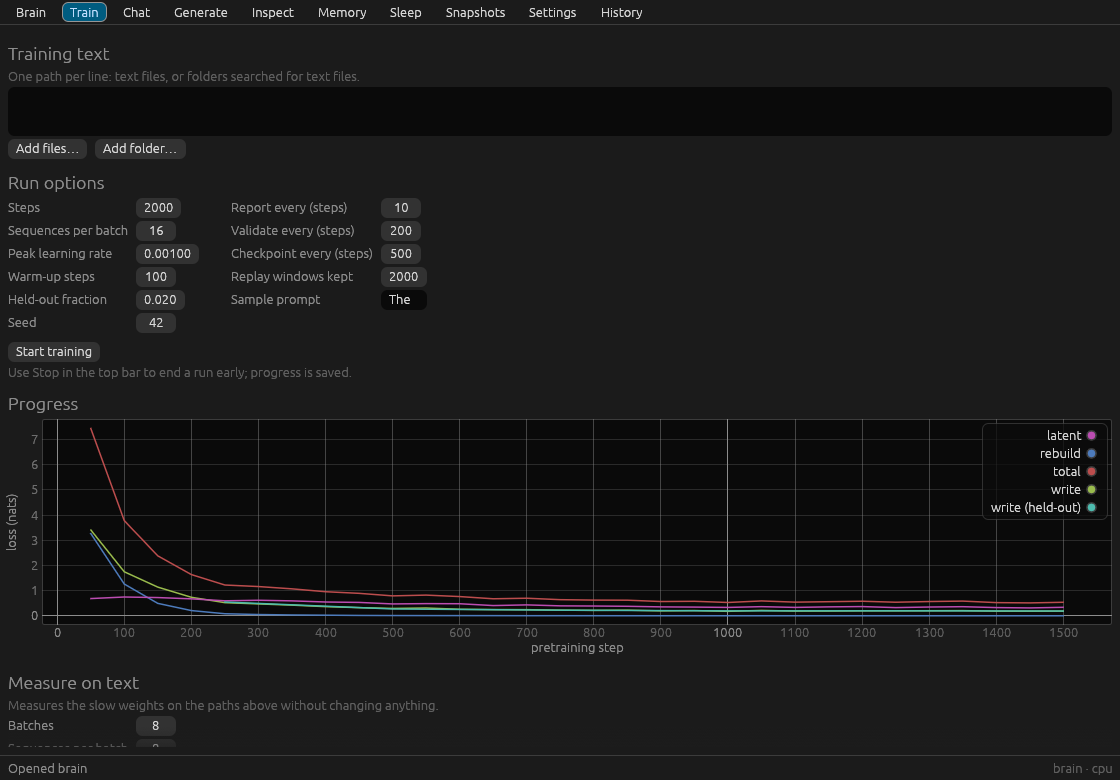 Brain Train Chat Generate Inspect Memory Sleep Snapshots Settings History
Training text
One path per line: text files, or folders searched for text files.
Add files... Add folder...
Run options
Steps 2000 Report every (steps) 10
Sequences per batch 16 Validate every (steps) 200
Peak learning rate 0.00100 Checkpoint every (steps) 500
Warm-up steps 100 Replay windows kept 2000
Held-out fraction 0.020 Sample prompt The
Seed 42
Start training
Use Stop in the top bar to end a run early; progress is saved.
Progress
latent
rebuild
total
write
write (held-out)
loss (nats)
7
6
5
4
3
2
1
0
0 100 200 300 400 500 600 700 800 900 1000 1100 1200 1300 1400 1500
pretraining step
Measure on text
Measures the slow weights on the paths above without changing anything.
Batches 8
Opened brain brain · cpu